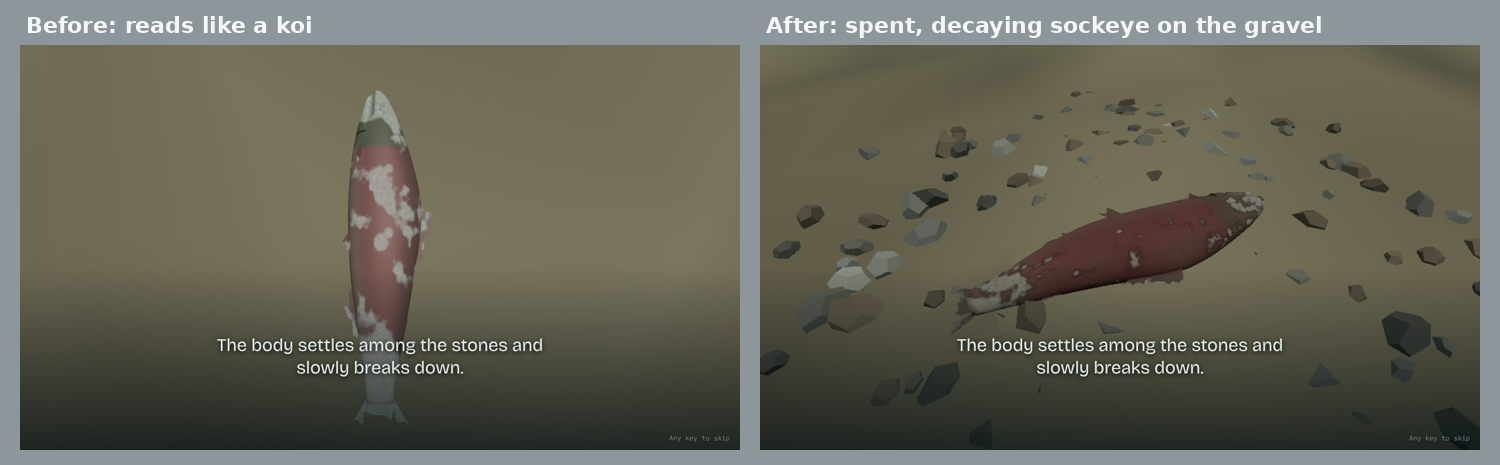 Before: reads like a koi
The body settles among the stones and
slowly breaks down.
Any key to skip
After: spent, decaying sockeye on the gravel
The body settles among the stones and
slowly breaks down.
Any key to skip